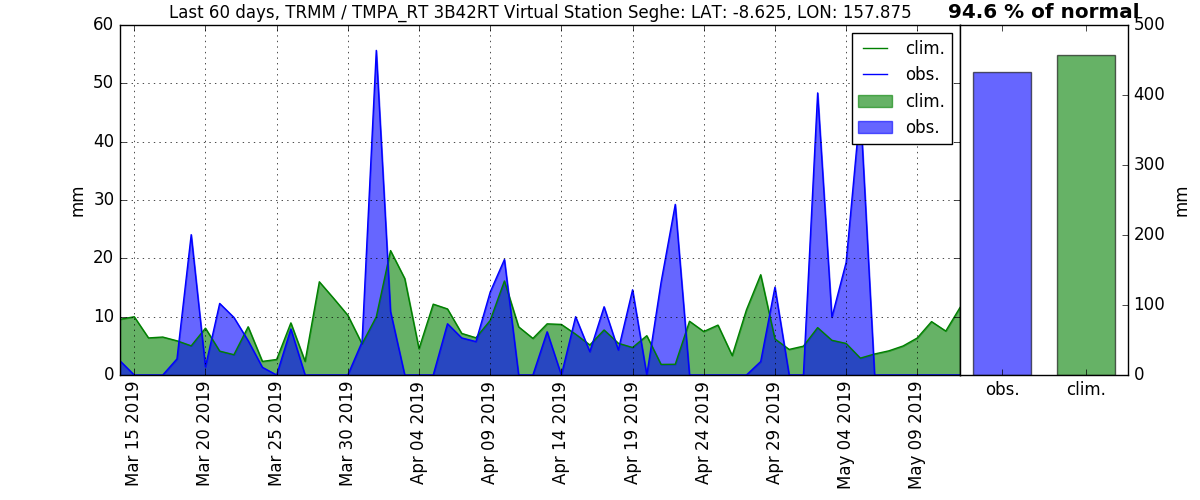 Last 60 days, TRMM / TMPA_RT 3B42RT Virtual Station Seghe: LAT: -8.625, LON: 157.875
94.6 % of normal
60
50
40
30
20
10
0
mm
clim.
obs.
clim.
obs.
500
400
300
200
100
0
mm
obs.
clim.
Mar 15 2019
Mar 20 2019
Mar 25 2019
Mar 30 2019
Apr 04 2019
Apr 09 2019
Apr 14 2019
Apr 19 2019
Apr 24 2019
Apr 29 2019
May 04 2019
May 09 2019